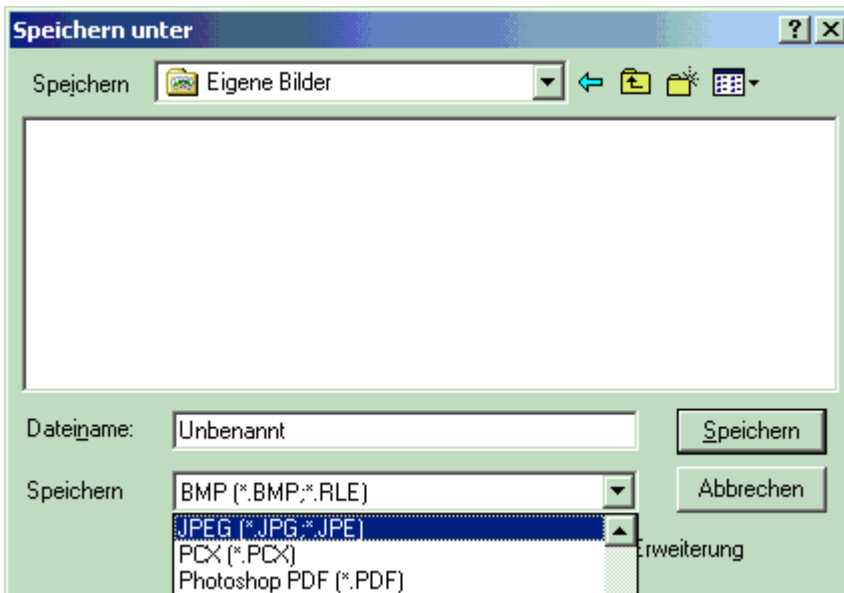 Speichern unter
Speichern Eigene Bilder
Dateiname: Unbenannt Speichern
Speichern BMP (*.BMP;*.RLE) Abbrechen
JPEG (*.JPG;*.JPE)
PCX (*.PCX) Erweiterung
Photoshop PDF (*.PDF)